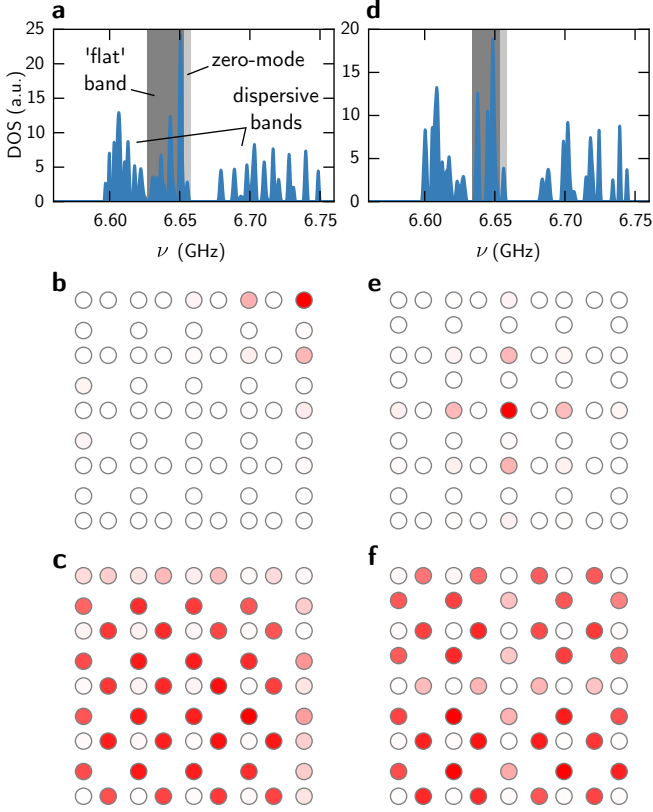 a
d
25
20
15
10
5
0
DOS (a.u.)
'flat'
band
zero-mode
dispersive
bands
6.60
6.65
6.70
6.75
ν (GHz)
20
15
10
5
0
6.60
6.65
6.70
6.75
ν (GHz)
b
e
c
f